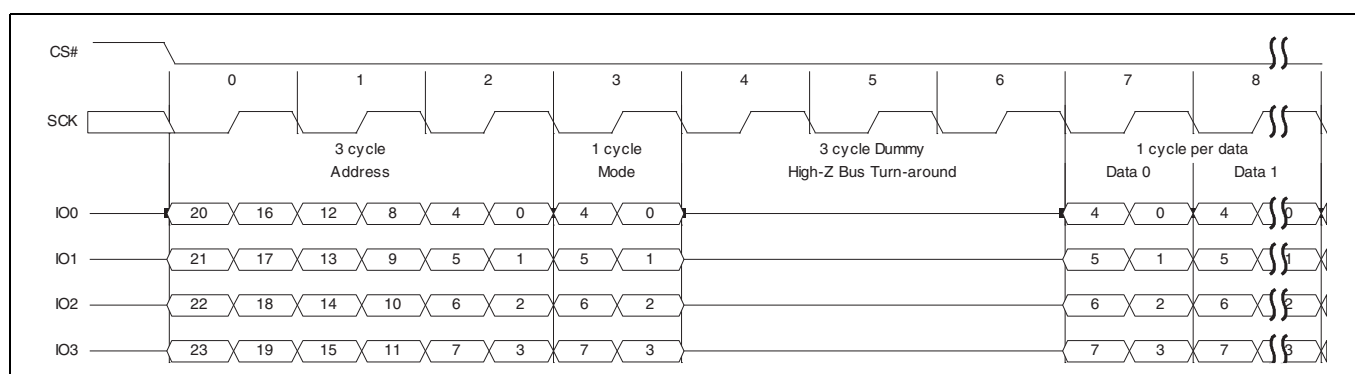 CS#
0 1 2 3 4 5 6 7 8
SCK
3 cycle 1 cycle 3 cycle Dummy 1 cycle per data
Address Mode High-Z Bus Turn-around Data 0 Data 1
IO0 20 16 12 8 4 0 4 0 4 0 4 0
IO1 21 17 13 9 5 1 5 1 5 1 5 1
IO2 22 18 14 10 6 2 6 2 6 2 6 2
IO3 23 19 15 11 7 3 7 3 7 3 7 3